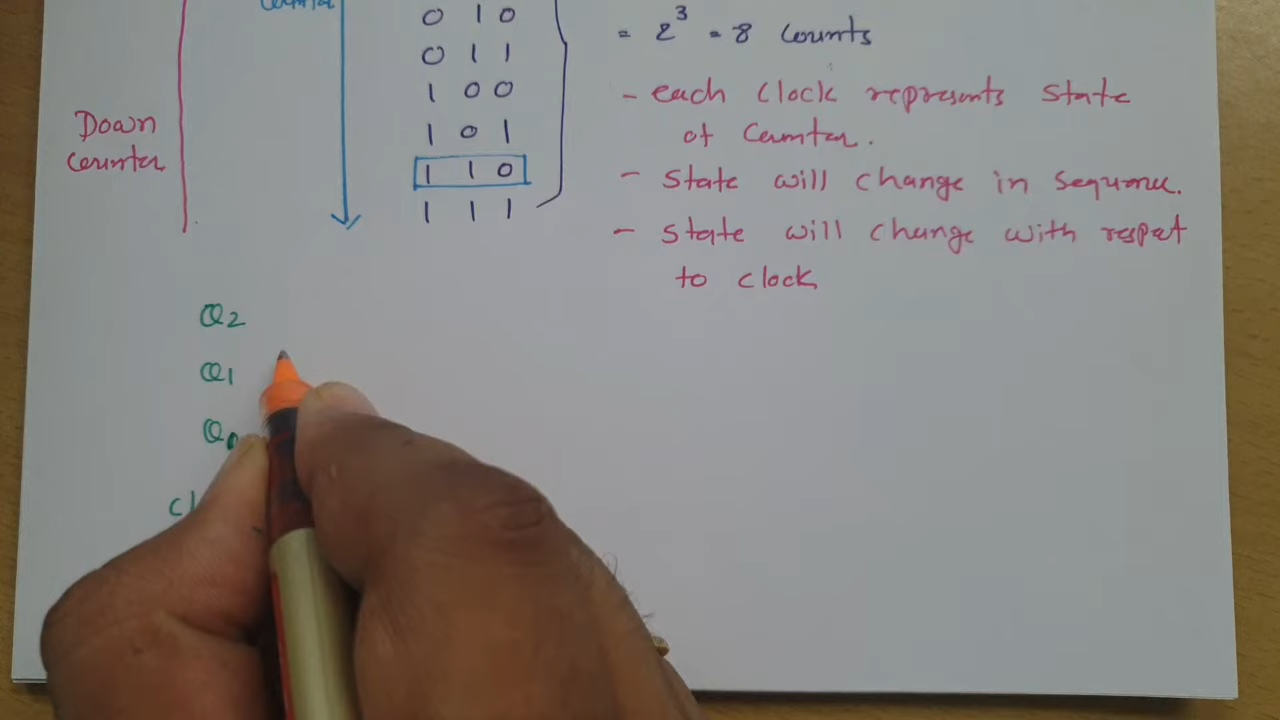 0 1 0
0 1 1
1 0 0
1 0 1
1 1 0
1 1 1
Down
Counter
= 2³ = 8 Counts
- each clock represents state
of Counter.
- state will change in sequence.
- state will change with respect
to clock
Q2
Q1
Q0